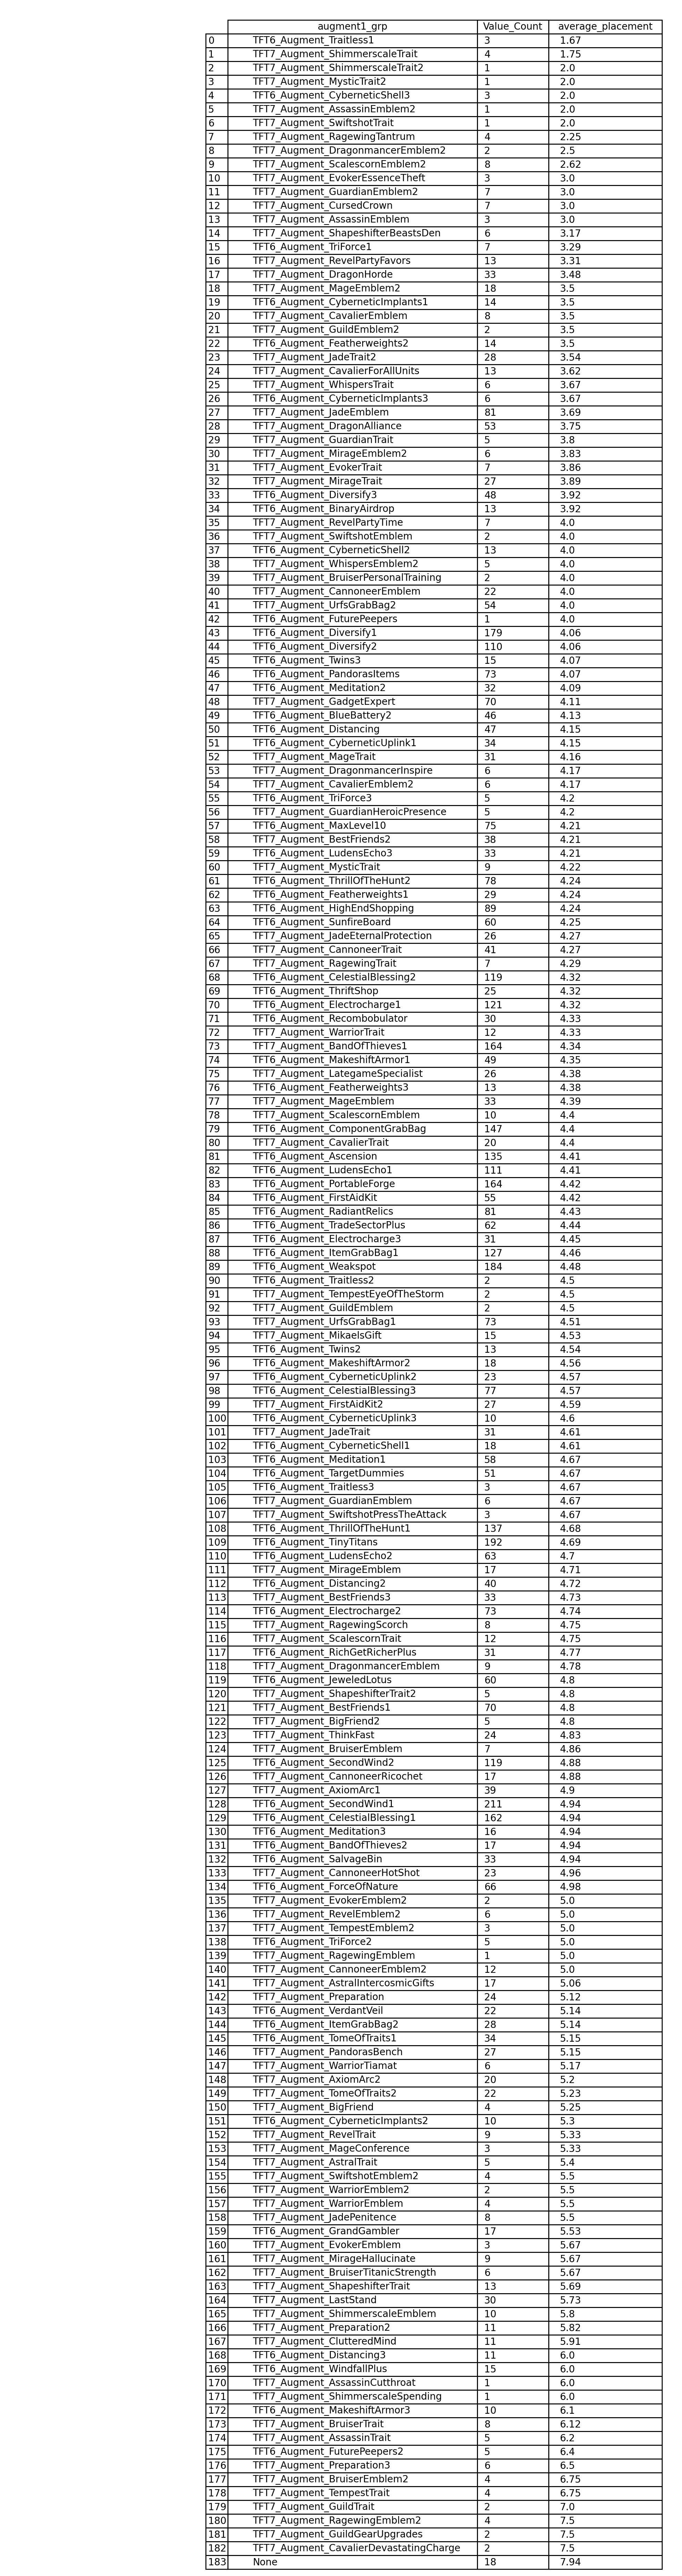 augment1_grp Value_Count average_placement
0 TFT6_Augment_Traitless1 3 1.67
1 TFT7_Augment_ShimmerscaleTrait 4 1.75
2 TFT7_Augment_ShimmerscaleTrait2 1 2.0
3 TFT7_Augment_MysticTrait2 1 2.0
4 TFT6_Augment_CyberneticShell3 3 2.0
5 TFT7_Augment_AssassinEmblem2 1 2.0
6 TFT7_Augment_SwiftshotTrait 1 2.0
7 TFT7_Augment_RagewingTantrum 4 2.25
8 TFT7_Augment_DragonmancerEmblem2 2 2.5
9 TFT7_Augment_ScalescornEmblem2 8 2.62
10 TFT7_Augment_EvokerEssenceTheft 3 3.0
11 TFT7_Augment_GuardianEmblem2 7 3.0
12 TFT7_Augment_CursedCrown 7 3.0
13 TFT7_Augment_AssassinEmblem 3 3.0
14 TFT7_Augment_ShapeshifterBeastsDen 6 3.17
15 TFT6_Augment_TriForce1 7 3.29
16 TFT7_Augment_RevelPartyFavors 13 3.31
17 TFT7_Augment_DragonHorde 33 3.48
18 TFT7_Augment_MageEmblem2 18 3.5
19 TFT6_Augment_CyberneticImplants1 14 3.5
20 TFT7_Augment_CavalierEmblem 8 3.5
21 TFT7_Augment_GuildEmblem2 2 3.5
22 TFT6_Augment_Featherweights2 14 3.5
23 TFT7_Augment_JadeTrait2 28 3.54
24 TFT7_Augment_CavalierForAllUnits 13 3.62
25 TFT7_Augment_WhispersTrait 6 3.67
26 TFT6_Augment_CyberneticImplants3 6 3.67
27 TFT7_Augment_JadeEmblem 81 3.69
28 TFT7_Augment_DragonAlliance 53 3.75
29 TFT7_Augment_GuardianTrait 5 3.8
30 TFT7_Augment_MirageEmblem2 6 3.83
31 TFT7_Augment_EvokerTrait 7 3.86
32 TFT7_Augment_MirageTrait 27 3.89
33 TFT6_Augment_Diversify3 48 3.92
34 TFT6_Augment_BinaryAirdrop 13 3.92
35 TFT7_Augment_RevelPartyTime 7 4.0
36 TFT7_Augment_SwiftshotEmblem 2 4.0
37 TFT6_Augment_CyberneticShell2 13 4.0
38 TFT7_Augment_WhispersEmblem2 5 4.0
39 TFT7_Augment_BruiserPersonalTraining 2 4.0
40 TFT7_Augment_CannoneerEmblem 22 4.0
41 TFT7_Augment_UrfsGrabBag2 54 4.0
42 TFT6_Augment_FuturePeepers 1 4.0
43 TFT6_Augment_Diversify1 179 4.06
44 TFT6_Augment_Diversify2 110 4.06
45 TFT6_Augment_Twins3 15 4.07
46 TFT6_Augment_PandorasItems 73 4.07
47 TFT6_Augment_Meditation2 32 4.09
48 TFT7_Augment_GadgetExpert 70 4.11
49 TFT6_Augment_BlueBattery2 46 4.13
50 TFT6_Augment_Distancing 47 4.15
51 TFT6_Augment_CyberneticUplink1 34 4.15
52 TFT7_Augment_MageTrait 31 4.16
53 TFT7_Augment_DragonmancerInspire 6 4.17
54 TFT7_Augment_CavalierEmblem2 6 4.17
55 TFT6_Augment_TriForce3 5 4.2
56 TFT7_Augment_GuardianHeroicPresence 5 4.2
57 TFT6_Augment_MaxLevel10 75 4.21
58 TFT7_Augment_BestFriends2 38 4.21
59 TFT6_Augment_LudensEcho3 33 4.21
60 TFT7_Augment_MysticTrait 9 4.22
61 TFT6_Augment_ThrillOfTheHunt2 78 4.24
62 TFT6_Augment_Featherweights1 29 4.24
63 TFT6_Augment_HighEndShopping 89 4.24
64 TFT6_Augment_SunfireBoard 60 4.25
65 TFT7_Augment_JadeEternalProtection 26 4.27
66 TFT7_Augment_CannoneerTrait 41 4.27
67 TFT7_Augment_RagewingTrait 7 4.29
68 TFT6_Augment_CelestialBlessing2 119 4.32
69 TFT6_Augment_ThriftShop 25 4.32
70 TFT6_Augment_Electrocharge1 121 4.32
71 TFT6_Augment_Recombobulator 30 4.33
72 TFT7_Augment_WarriorTrait 12 4.33
73 TFT7_Augment_BandOfThieves1 164 4.34
74 TFT6_Augment_MakeshiftArmor1 49 4.35
75 TFT7_Augment_LategameSpecialist 26 4.38
76 TFT6_Augment_Featherweights3 13 4.38
77 TFT7_Augment_MageEmblem 33 4.39
78 TFT7_Augment_ScalescornEmblem 10 4.4
79 TFT6_Augment_ComponentGrabBag 147 4.4
80 TFT7_Augment_CavalierTrait 20 4.4
81 TFT6_Augment_Ascension 135 4.41
82 TFT6_Augment_LudensEcho1 111 4.41
83 TFT6_Augment_PortableForge 164 4.42
84 TFT6_Augment_FirstAidKit 55 4.42
85 TFT6_Augment_RadiantRelics 81 4.43
86 TFT6_Augment_TradeSectorPlus 62 4.44
87 TFT6_Augment_Electrocharge3 31 4.45
88 TFT6_Augment_ItemGrabBag1 127 4.46
89 TFT6_Augment_Weakspot 184 4.48
90 TFT6_Augment_Traitless2 2 4.5
91 TFT7_Augment_TempestEyeOfTheStorm 2 4.5
92 TFT7_Augment_GuildEmblem 2 4.5
93 TFT7_Augment_UrfsGrabBag1 73 4.51
94 TFT7_Augment_MikaelsGift 15 4.53
95 TFT6_Augment_Twins2 13 4.54
96 TFT6_Augment_MakeshiftArmor2 18 4.56
97 TFT6_Augment_CyberneticUplink2 23 4.57
98 TFT6_Augment_CelestialBlessing3 77 4.57
99 TFT7_Augment_FirstAidKit2 27 4.59
100 TFT6_Augment_CyberneticUplink3 10 4.6
101 TFT7_Augment_JadeTrait 31 4.61
102 TFT6_Augment_CyberneticShell1 18 4.61
103 TFT6_Augment_Meditation1 58 4.67
104 TFT6_Augment_TargetDummies 51 4.67
105 TFT6_Augment_Traitless3 3 4.67
106 TFT7_Augment_GuardianEmblem 6 4.67
107 TFT7_Augment_SwiftshotPressTheAttack 3 4.67
108 TFT6_Augment_ThrillOfTheHunt1 137 4.68
109 TFT6_Augment_TinyTitans 192 4.69
110 TFT6_Augment_LudensEcho2 63 4.7
111 TFT7_Augment_MirageEmblem 17 4.71
112 TFT6_Augment_Distancing2 40 4.72
113 TFT7_Augment_BestFriends3 33 4.73
114 TFT6_Augment_Electrocharge2 73 4.74
115 TFT7_Augment_RagewingScorch 8 4.75
116 TFT7_Augment_ScalescornTrait 12 4.75
117 TFT6_Augment_RichGetRicherPlus 31 4.77
118 TFT7_Augment_DragonmancerEmblem 9 4.78
119 TFT6_Augment_JeweledLotus 60 4.8
120 TFT7_Augment_ShapeshifterTrait2 5 4.8
121 TFT7_Augment_BestFriends1 70 4.8
122 TFT7_Augment_BigFriend2 5 4.8
123 TFT7_Augment_ThinkFast 24 4.83
124 TFT7_Augment_BruiserEmblem 7 4.86
125 TFT6_Augment_SecondWind2 119 4.88
126 TFT7_Augment_CannoneerRicochet 17 4.88
127 TFT7_Augment_AxiomArc1 39 4.9
128 TFT6_Augment_SecondWind1 211 4.94
129 TFT6_Augment_CelestialBlessing1 162 4.94
130 TFT6_Augment_Meditation3 16 4.94
131 TFT7_Augment_BandOfThieves2 17 4.94
132 TFT6_Augment_SalvageBin 33 4.94
133 TFT7_Augment_CannoneerHotShot 23 4.96
134 TFT6_Augment_ForceOfNature 66 4.98
135 TFT7_Augment_EvokerEmblem2 2 5.0
136 TFT7_Augment_RevelEmblem2 6 5.0
137 TFT7_Augment_TempestEmblem2 3 5.0
138 TFT6_Augment_TriForce2 5 5.0
139 TFT7_Augment_RagewingEmblem 1 5.0
140 TFT7_Augment_CannoneerEmblem2 12 5.0
141 TFT7_Augment_AstralIntercosmicGifts 17 5.06
142 TFT7_Augment_Preparation 24 5.12
143 TFT6_Augment_VerdantVeil 22 5.14
144 TFT6_Augment_ItemGrabBag2 28 5.14
145 TFT6_Augment_TomeOfTraits1 34 5.15
146 TFT7_Augment_PandorasBench 27 5.15
147 TFT7_Augment_WarriorTiamat 6 5.17
148 TFT7_Augment_AxiomArc2 20 5.2
149 TFT7_Augment_TomeOfTraits2 22 5.23
150 TFT7_Augment_BigFriend 4 5.25
151 TFT6_Augment_CyberneticImplants2 10 5.3
152 TFT7_Augment_RevelTrait 9 5.33
153 TFT7_Augment_MageConference 3 5.33
154 TFT7_Augment_AstralTrait 5 5.4
155 TFT7_Augment_SwiftshotEmblem2 4 5.5
156 TFT7_Augment_WarriorEmblem2 2 5.5
157 TFT7_Augment_WarriorEmblem 4 5.5
158 TFT7_Augment_JadePenitence 8 5.5
159 TFT6_Augment_GrandGambler 17 5.53
160 TFT7_Augment_EvokerEmblem 3 5.67
161 TFT7_Augment_MirageHallucinate 9 5.67
162 TFT7_Augment_BruiserTitanicStrength 6 5.67
163 TFT7_Augment_ShapeshifterTrait 13 5.69
164 TFT7_Augment_LastStand 30 5.73
165 TFT7_Augment_ShimmerscaleEmblem 10 5.8
166 TFT7_Augment_Preparation2 11 5.82
167 TFT7_Augment_ClutteredMind 11 5.91
168 TFT6_Augment_Distancing3 11 6.0
169 TFT6_Augment_WindfallPlus 15 6.0
170 TFT7_Augment_AssassinCutthroat 1 6.0
171 TFT7_Augment_ShimmerscaleSpending 1 6.0
172 TFT6_Augment_MakeshiftArmor3 10 6.1
173 TFT7_Augment_BruiserTrait 8 6.12
174 TFT7_Augment_AssassinTrait 5 6.2
175 TFT6_Augment_FuturePeepers2 5 6.4
176 TFT7_Augment_Preparation3 6 6.5
177 TFT7_Augment_BruiserEmblem2 4 6.75
178 TFT7_Augment_TempestTrait 4 6.75
179 TFT7_Augment_GuildTrait 2 7.0
180 TFT7_Augment_RagewingEmblem2 4 7.5
181 TFT7_Augment_GuildGearUpgrades 2 7.5
182 TFT7_Augment_CavalierDevastatingCharge 2 7.5
183 None 18 7.94